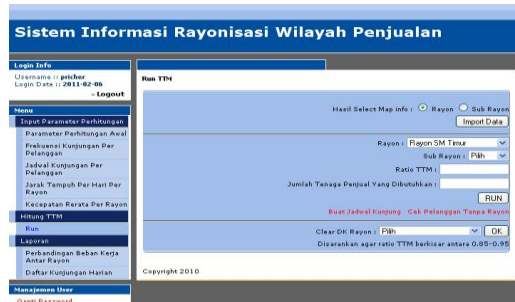 Sistem Informasi Rayonisasi Wilayah Penjualan
Login Info
Username :: pricher
Login Date :: 2011-02-06
- Logout
Menu
Input Parameter Perhitungan
Parameter Perhitungan Awal
Frekuensi Kunjungan Per Pelanggan
Jadwal Kunjungan Per Pelanggan
Jarak Tempuh Per Hari Per Rayon
Kecepatan Rerata Per Rayon
Hitung TTM
Run
Laporan
Perbandingan Beban Kerja Antar Rayon
Daftar Kunjungan Harian
Manajemen User
Ganti Password
Run TTM
Hasil Select Map info : Rayon Sub Rayon
Import Data
Rayon : Rayon SM Timur
Sub Rayon : Pilih
Ratio TTM :
Jumlah Tenaga Penjual Yang Dibutuhkan :
RUN
Buat Jadwal Kunjung Cek Pelanggan Tanpa Rayon
Clear DK Rayon : Pilih OK
Disarankan agar ratio TTM berkisar antara 0.85-0.95
Copyright 2010